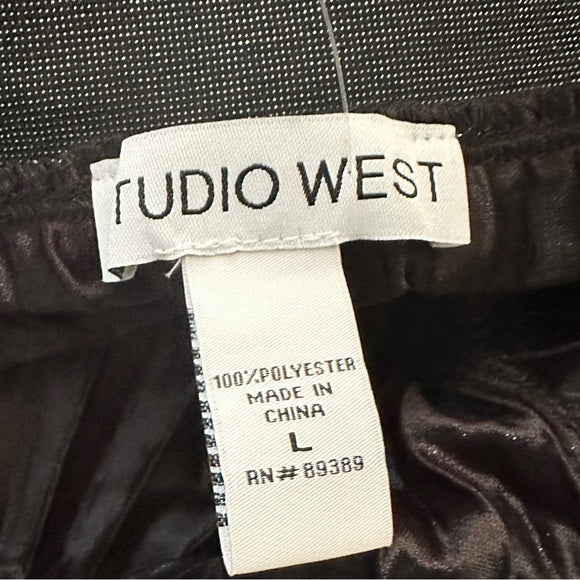 TUDIO WEST
100%POLYESTER
MADE IN
CHINA
L
RN# 89389